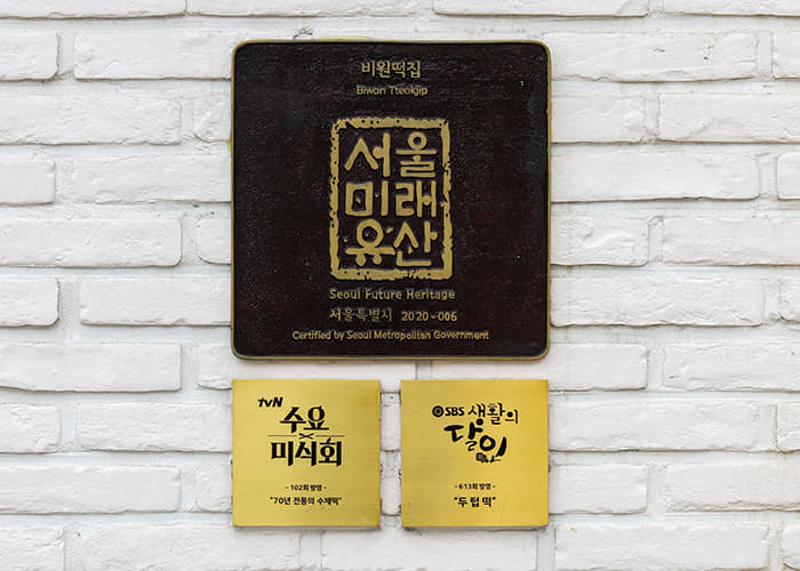 비원떡집
Biwon Tteokjip
서울
미래
유산
Seoul Future Heritage
서울특별시 2020-006
Certified by Seoul Metropolitan Government
tvN
수요
미식회
-102회 방영-
"70년 전통의 수제떡"
SBS 생활의
달인
-613회 방영-
"두텁떡"